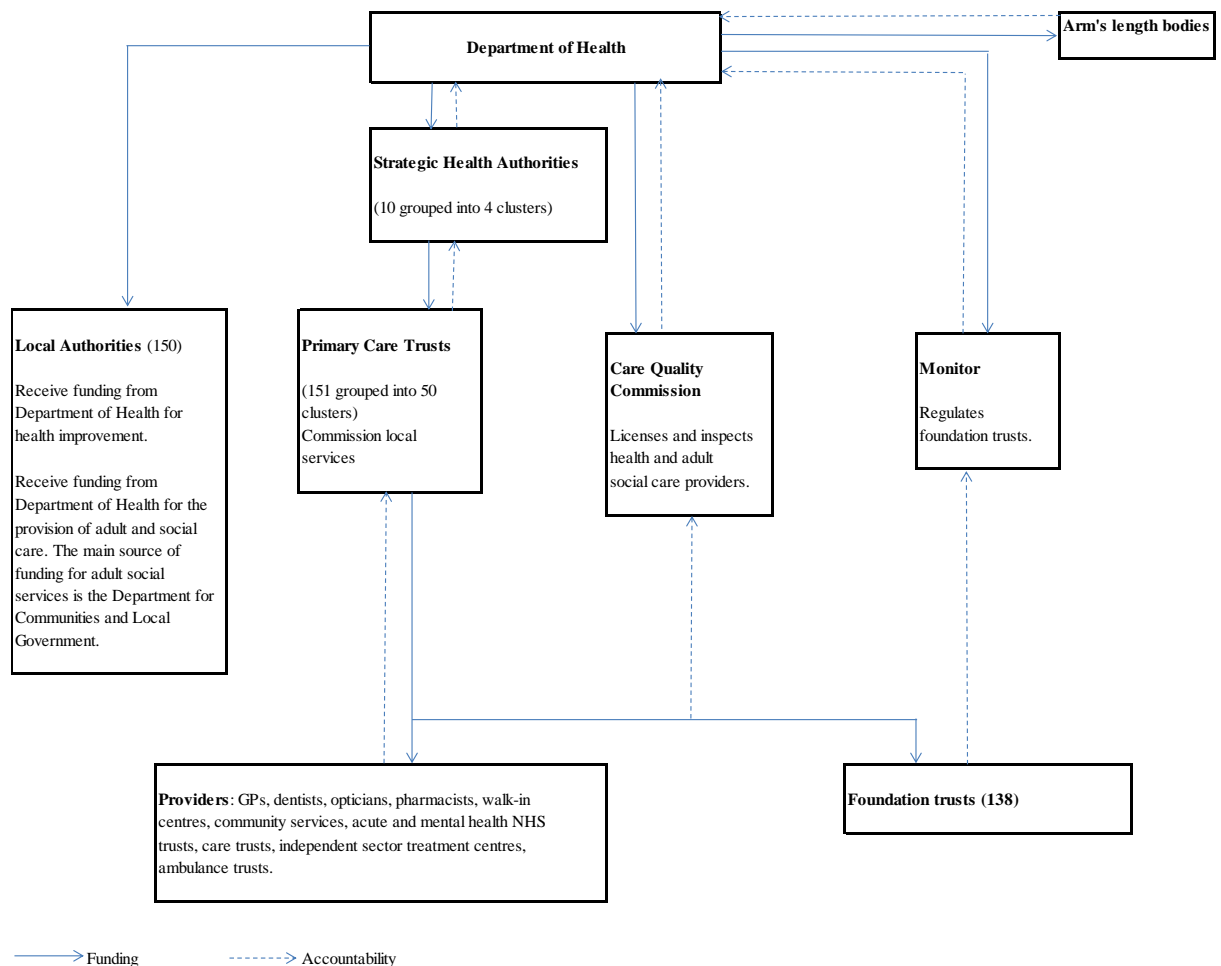 Department of Health
Arm's length bodies
Strategic Health Authorities
(10 grouped into 4 clusters)
Local Authorities (150)
Receive funding from
Department of Health for
health improvement.
Receive funding from
Department of Health for the
provision of adult and social
care. The main source of
funding for adult social
services is the Department for
Communities and Local
Government.
Primary Care Trusts
(151 grouped into 50
clusters)
Commission local
services
Care Quality
Commission
Licenses and inspects
health and adult
social care providers.
Monitor
Regulates
foundation trusts.
Providers: GPs, dentists, opticians, pharmacists, walk-in
centres, community services, acute and mental health NHS
trusts, care trusts, independent sector treatment centres,
ambulance trusts.
Foundation trusts (138)
Funding
Accountability